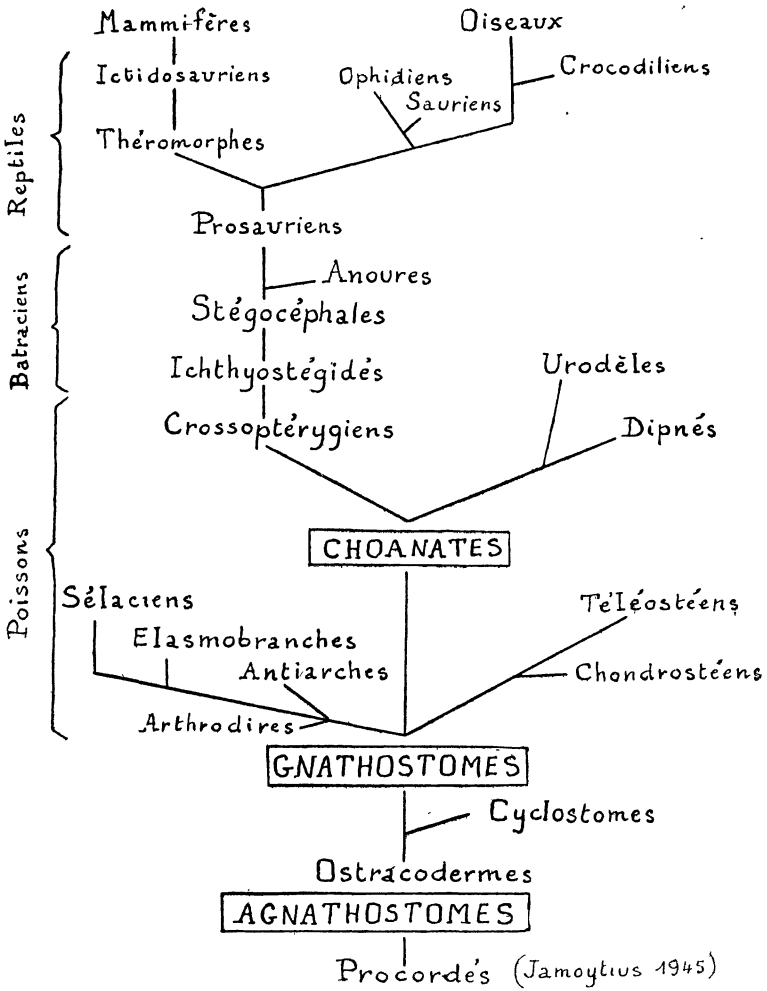 Mammifères
Oiseaux
Ictidosauriens
Ophidiens
Crocodiliens
Sauriens
Théromorphes
Reptiles
Prosauriens
Anoures
Stégocéphales
Batraciens
Ichthyostégidés
Urodèles
Crossoptérygiens
Dipnés
CHOANATES
Poissons
Sélaciens
Téléostéens
Elasmobranches
Antiarches
Chondrostéens
Arthrodires
GNATHOSTOMES
Cyclostomes
Ostracodermes
AGNATHOSTOMES
Procordés (Jamoytius 1945)